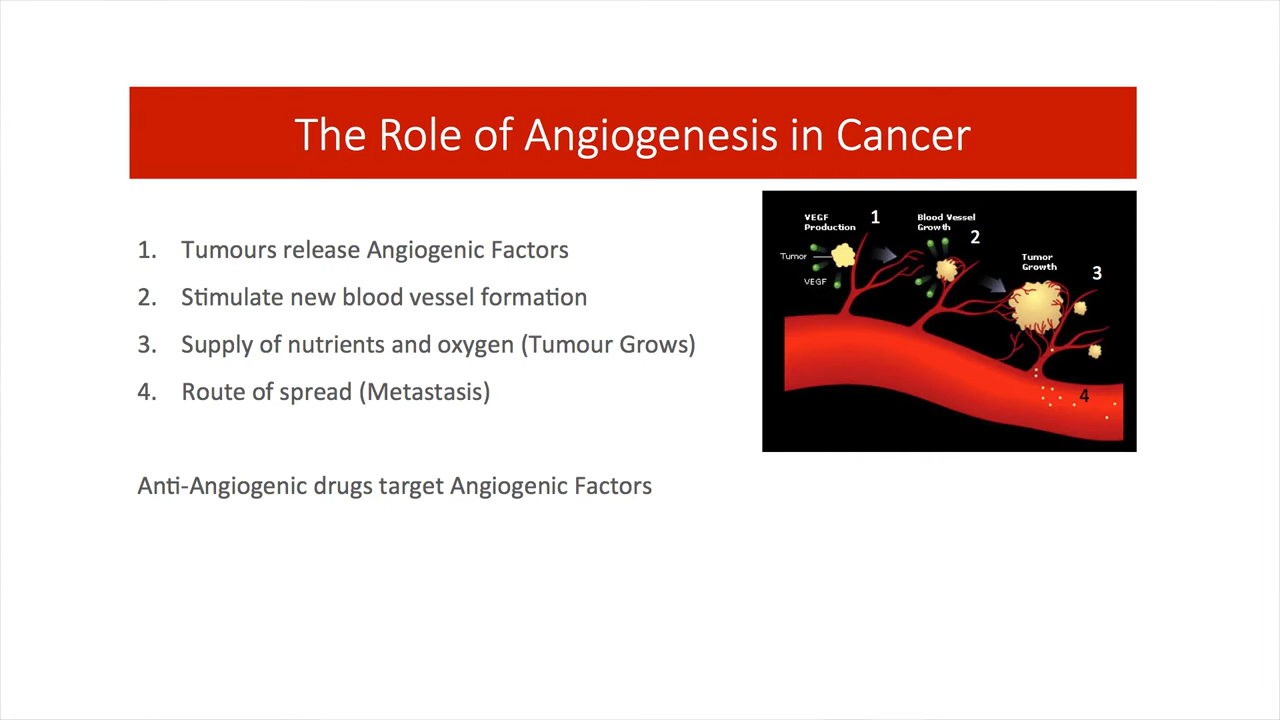 The Role of Angiogenesis in Cancer
1. Tumours release Angiogenic Factors
2. Stimulate new blood vessel formation
3. Supply of nutrients and oxygen (Tumour Grows)
4. Route of spread (Metastasis)
Anti-Angiogenic drugs target Angiogenic Factors
VEGF
Production
1
Tumor
VEGF
Blood Vessel
Growth
2
Tumor
Growth
3
4